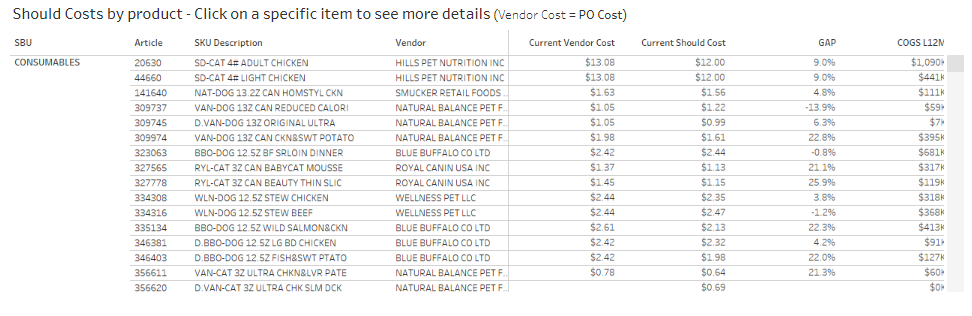 Should Costs by product - Click on a specific item to see more details (Vendor Cost = PO Cost)
SBU Article SKU Description Vendor Current Vendor Cost Current Should Cost GAP COGS L12M
CONSUMABLES 20630 SD-CAT 4# ADULT CHICKEN HILLS PET NUTRITION INC $13.08 $12.00 9.0% $1,090K
44660 SD-CAT 4# LIGHT CHICKEN HILLS PET NUTRITION INC $13.08 $12.00 9.0% $441K
141640 NAT-DOG 13.2Z CAN HOMSTYL CKN SMUCKER RETAIL FOODS .. $1.63 $1.56 4.8% $111K
309737 VAN-DOG 13Z CAN REDUCED CALORI NATURAL BALANCE PET F.. $1.05 $1.22 -13.9% $59K
309745 D.VAN-DOG 13Z ORIGINAL ULTRA NATURAL BALANCE PET F.. $1.05 $0.99 6.3% $7K
309974 VAN-DOG 13Z CAN CKN&SWT POTATO NATURAL BALANCE PET F.. $1.98 $1.61 22.8% $395K
323063 BBO-DOG 12.5Z BF SRLOIN DINNER BLUE BUFFALO CO LTD $2.42 $2.44 -0.8% $681K
327565 RYL-CAT 3Z CAN BABYCAT MOUSSE ROYAL CANIN USA INC $1.37 $1.13 21.1% $317K
327778 RYL-CAT 3Z CAN BEAUTY THIN SLIC ROYAL CANIN USA INC $1.45 $1.15 25.9% $119K
334308 WLN-DOG 12.5Z STEW CHICKEN WELLNESS PET LLC $2.44 $2.35 3.8% $318K
334316 WLN-DOG 12.5Z STEW BEEF WELLNESS PET LLC $2.44 $2.47 -1.2% $368K
335134 BBO-DOG 12.5Z WILD SALMON&CKN BLUE BUFFALO CO LTD $2.61 $2.13 22.3% $413K
346381 D.BBO-DOG 12.5Z LG BD CHICKEN BLUE BUFFALO CO LTD $2.42 $2.32 4.2% $91K
346403 D.BBO-DOG 12.5Z FISH&SWT PTATO BLUE BUFFALO CO LTD $2.42 $1.98 22.0% $127K
356611 VAN-CAT 3Z ULTRA CHKN&LVR PATE NATURAL BALANCE PET F.. $0.78 $0.64 21.3% $60K
356620 D.VAN-CAT 3Z ULTRA CHK SLM DCK NATURAL BALANCE PET F.. $0.69 $0K